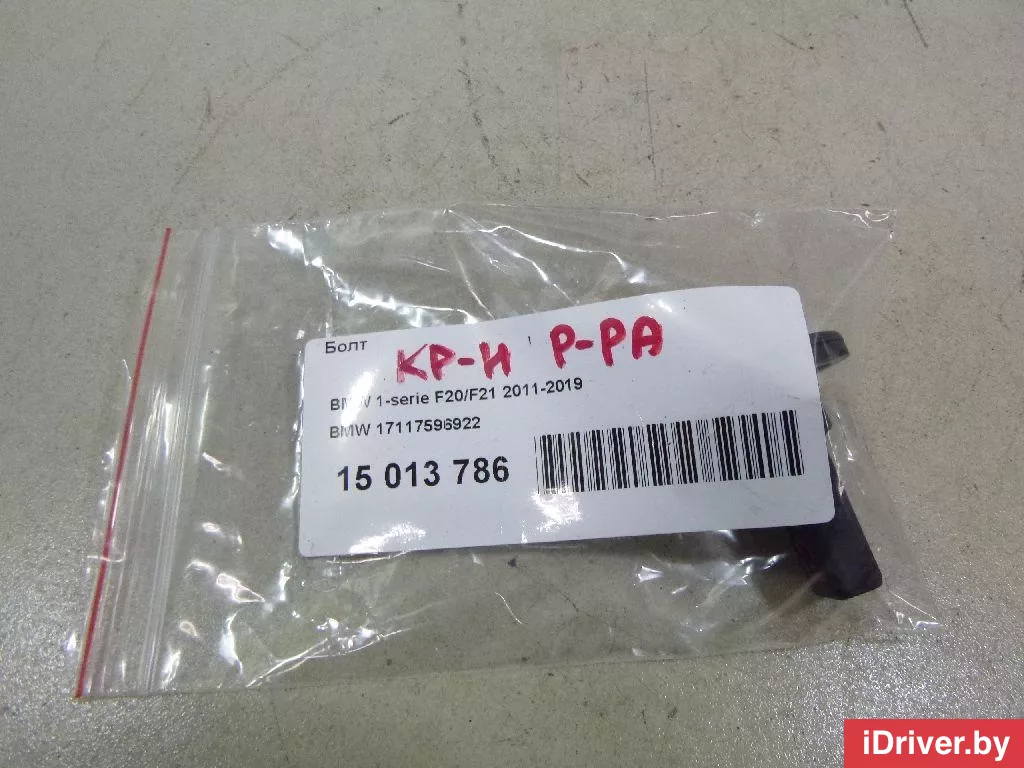 Болт
КР-Н Р-РА
BMW 1-serie F20/F21 2011-2019
BMW 17117596922
15 013 786
iDriver.by